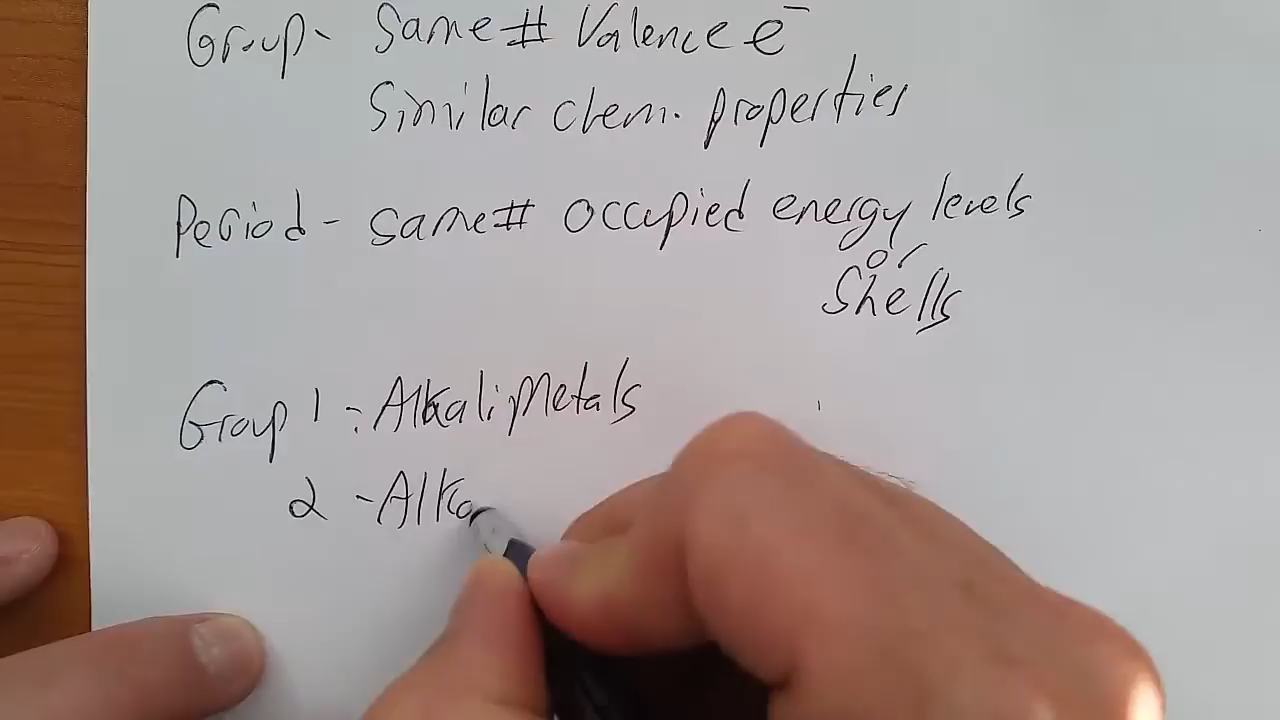 Group- Same# Valence e⁻
Similar chem. properties
Period - same# occupied energy levels
or
Shells
Group 1 - Alkali Metals
2 - Alka